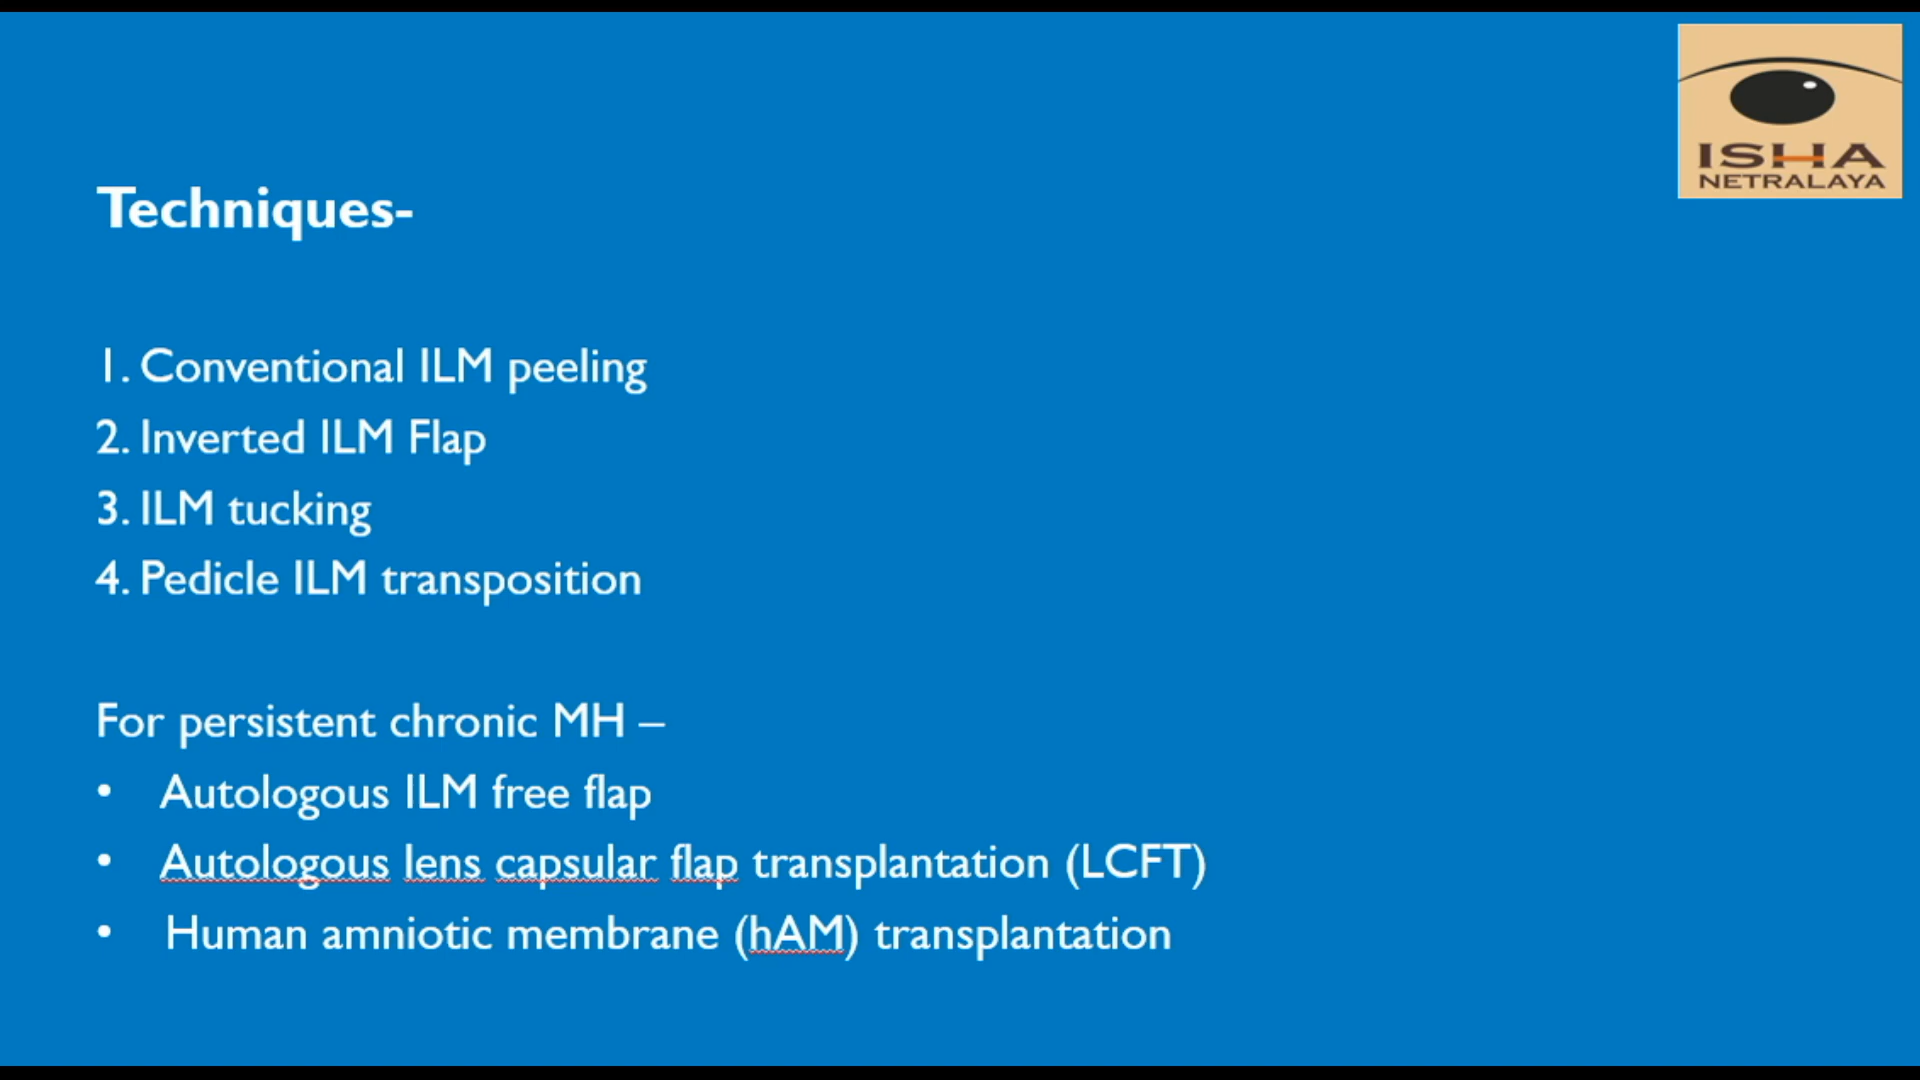 ISHA
NETRALAYA
Techniques-
1. Conventional ILM peeling
2. Inverted ILM Flap
3. ILM tucking
4. Pedicle ILM transposition
For persistent chronic MH –
• Autologous ILM free flap
• Autologous lens capsular flap transplantation (LCFT)
• Human amniotic membrane (hAM) transplantation